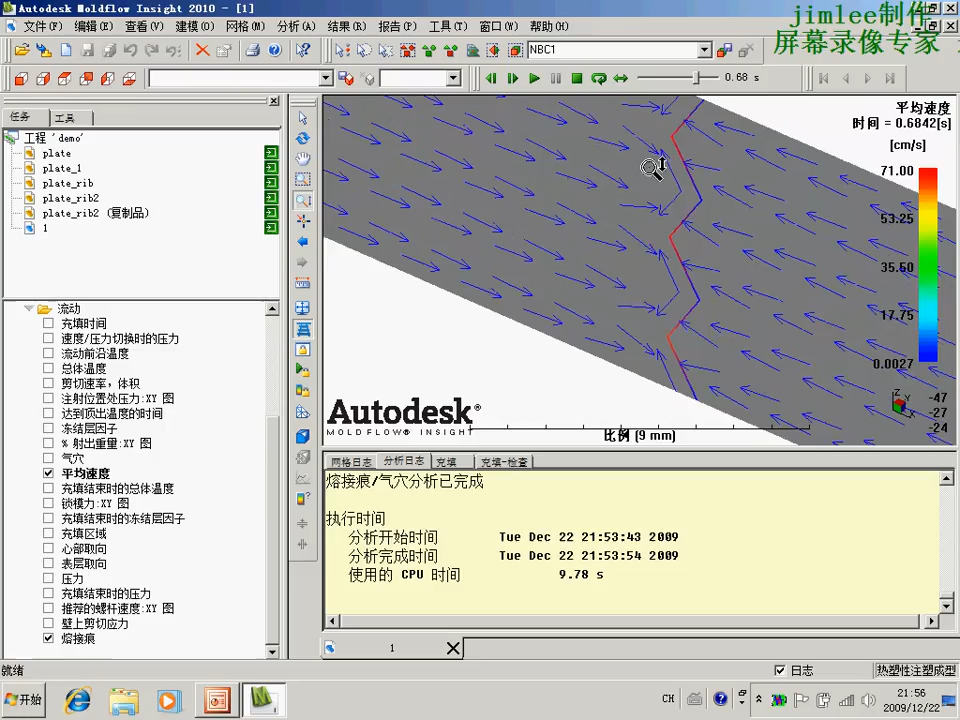 Autodesk Moldflow Insight 2010 - [1]
jimlee制作
屏幕录像专家
文件(F) 编辑(E) 查看(V) 建模(O) 网格(M) 分析(A) 结果(R) 报告(P) 工具(T) 窗口(W) 帮助(H)
NBC1
0.68 s
任务 工具
工程 'demo'
plate
plate_1
plate_rib
plate_rib2
plate_rib2 (复制品)
1
流动
充填时间
速度/压力切换时的压力
流动前沿温度
总体温度
剪切速率, 体积
注射位置处压力:XY 图
达到顶出温度的时间
冻结层因子
% 射出重量:XY 图
气穴
平均速度
充填结束时的总体温度
锁模力:XY 图
充填结束时的冻结层因子
充填区域
心部取向
表层取向
压力
充填结束时的压力
推荐的螺杆速度:XY 图
壁上剪切应力
熔接痕
平均速度
时间 = 0.6842[s]
[cm/s]
71.00
53.25
35.50
17.75
0.0027
Z
Y
X
-47
-27
-24
Autodesk®
MOLDFLOW® INSIGHT
比例 (9 mm)
网格日志 分析日志 充填 充填-检查
熔接痕/气穴分析已完成
执行时间
分析开始时间 Tue Dec 22 21:53:43 2009
分析完成时间 Tue Dec 22 21:53:54 2009
使用的 CPU 时间 9.78 s
1
就绪
日志
热塑性注塑成型
开始
CH
21:56
2009/12/22